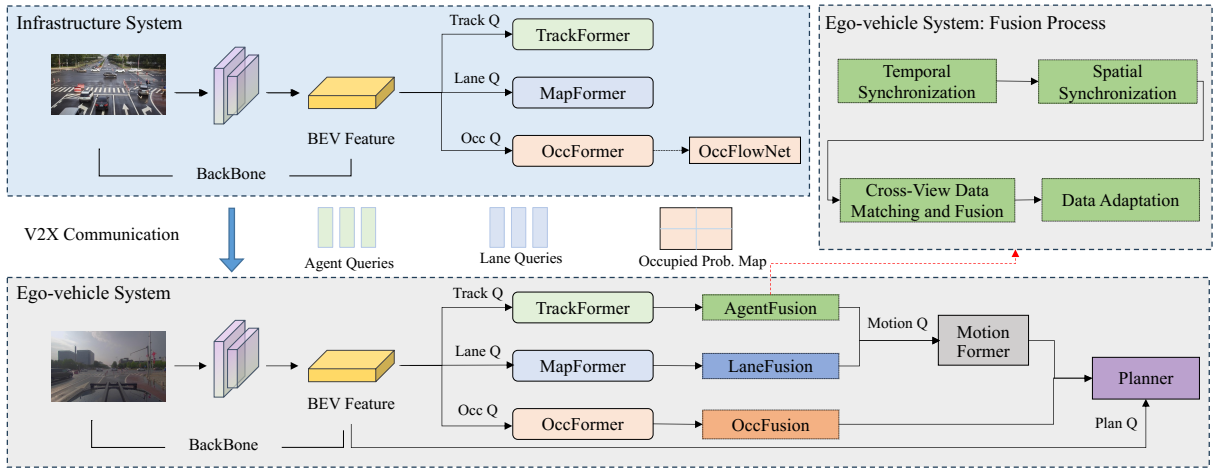 Infrastructure System
Track Q
TrackFormer
Lane Q
MapFormer
BEV Feature
Occ Q
OccFormer
OccFlowNet
BackBone
Ego-vehicle System: Fusion Process
Temporal
Synchronization
Spatial
Synchronization
Cross-View Data
Matching and Fusion
Data Adaptation
V2X Communication
Agent Queries
Lane Queries
Occupied Prob. Map
Ego-vehicle System
Track Q
TrackFormer
AgentFusion
Lane Q
MapFormer
LaneFusion
Motion Q
Motion
Former
Planner
BEV Feature
Occ Q
OccFormer
OccFusion
Plan Q
BackBone